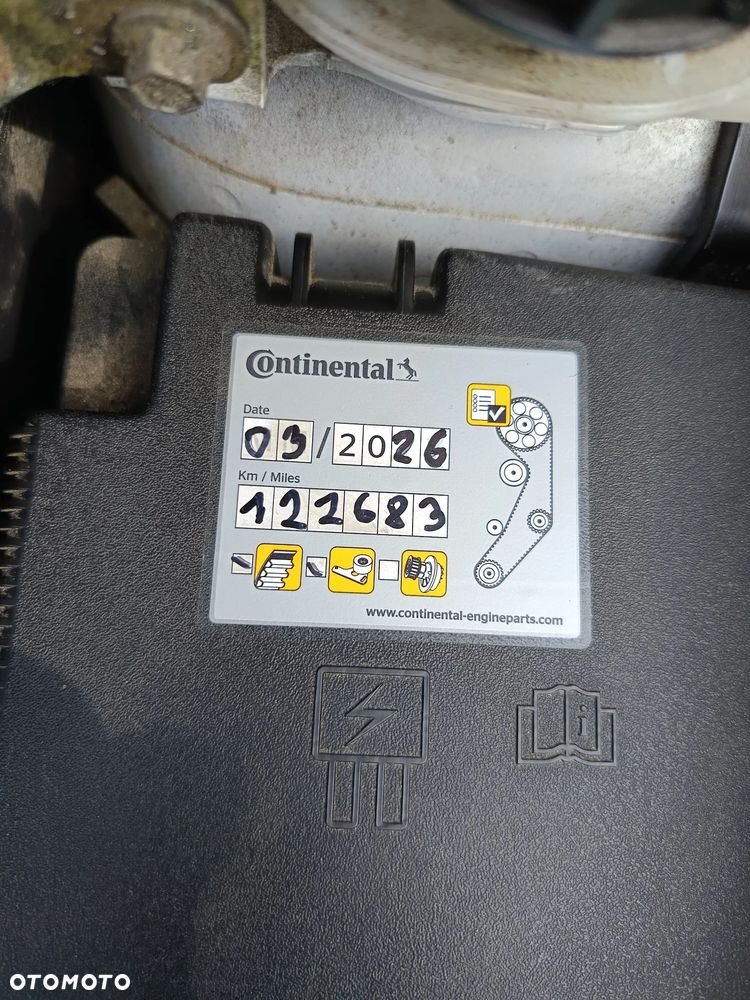 Continental
Date
03/2026
Km / Miles
122683
www.continental-engineparts.com
i
OTOMOTO